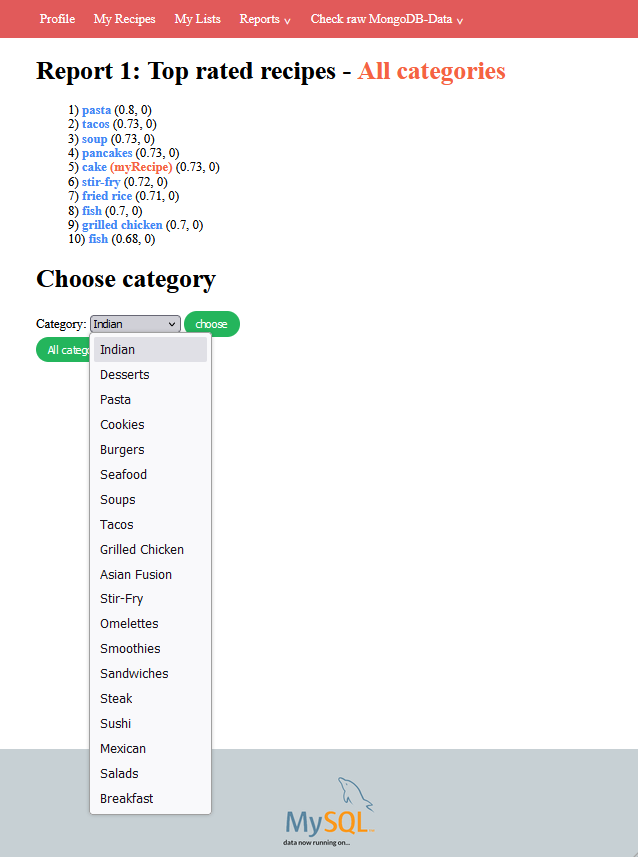 Profile My Recipes My Lists Reports v Check raw MongoDB-Data v
Report 1: Top rated recipes - All categories
1) pasta (0.8, 0)
2) tacos (0.73, 0)
3) soup (0.73, 0)
4) pancakes (0.73, 0)
5) cake (myRecipe) (0.73, 0)
6) stir-fry (0.72, 0)
7) fried rice (0.71, 0)
8) fish (0.7, 0)
9) grilled chicken (0.7, 0)
10) fish (0.68, 0)
Choose category
Category: Indian choose
All categ
Indian
Desserts
Pasta
Cookies
Burgers
Seafood
Soups
Tacos
Grilled Chicken
Asian Fusion
Stir-Fry
Omelettes
Smoothies
Sandwiches
Steak
Sushi
Mexican
Salads
Breakfast
MySQL
data now running on...